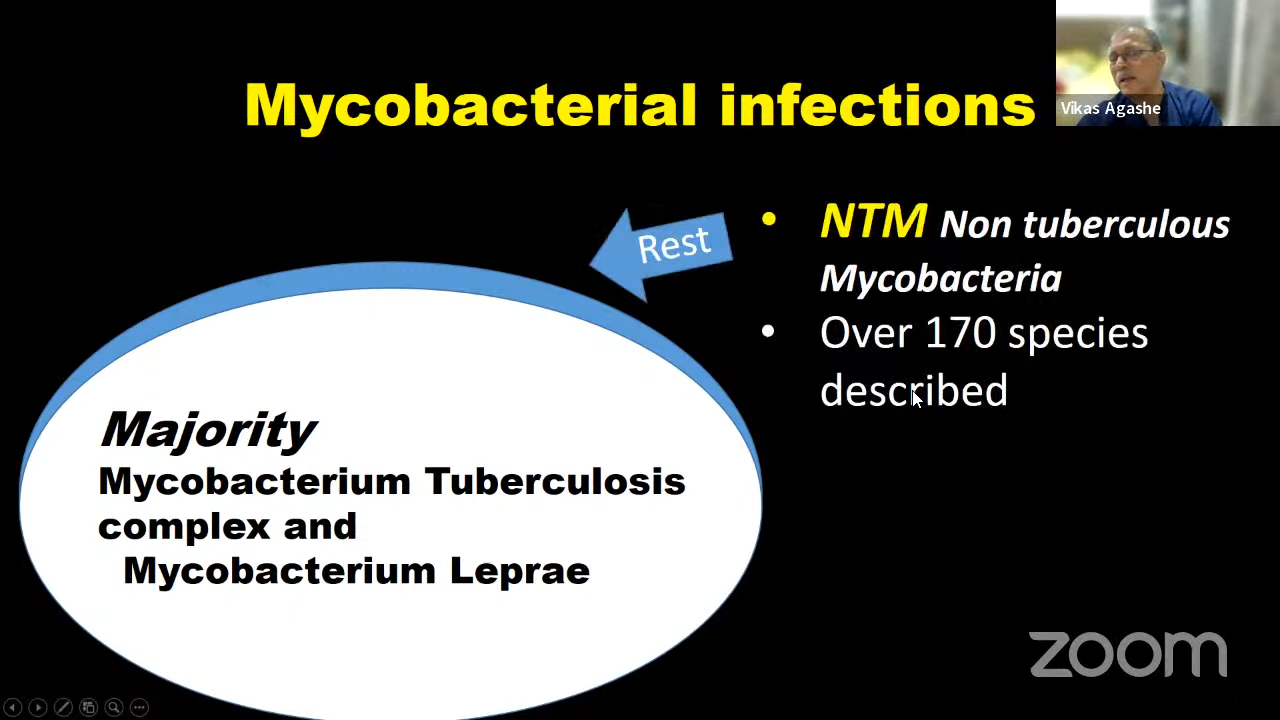 Mycobacterial infections
Vikas Agashe
Rest
• NTM Non tuberculous
Mycobacteria
• Over 170 species
described
Majority
Mycobacterium Tuberculosis
complex and
Mycobacterium Leprae
zoom